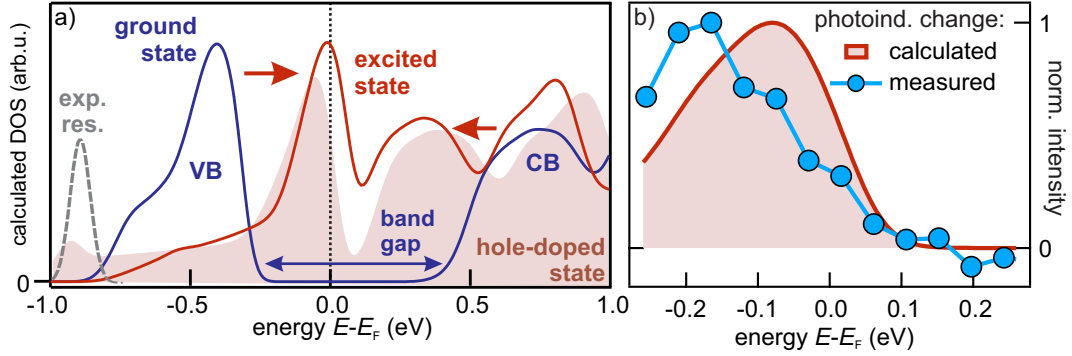 a)
ground
state
excited
state
exp.
res.
VB
CB
band
gap
hole-doped
state
calculated DOS (arb.u.)
0
-1.0 -0.5 0.0 0.5 1.0
energy E-E_F (eV)
b)
photoind. change:
calculated
measured
1
0
norm. intensity
-0.2 -0.1 0.0 0.1 0.2
energy E-E_F (eV)